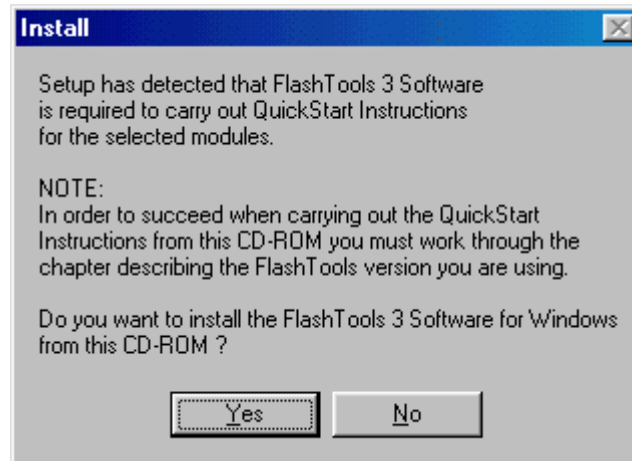 Install
Setup has detected that FlashTools 3 Software
is required to carry out QuickStart Instructions
for the selected modules.
NOTE:
In order to succeed when carrying out the QuickStart
Instructions from this CD-ROM you must work through the
chapter describing the FlashTools version you are using.
Do you want to install the FlashTools 3 Software for Windows
from this CD-ROM ?
Yes
No